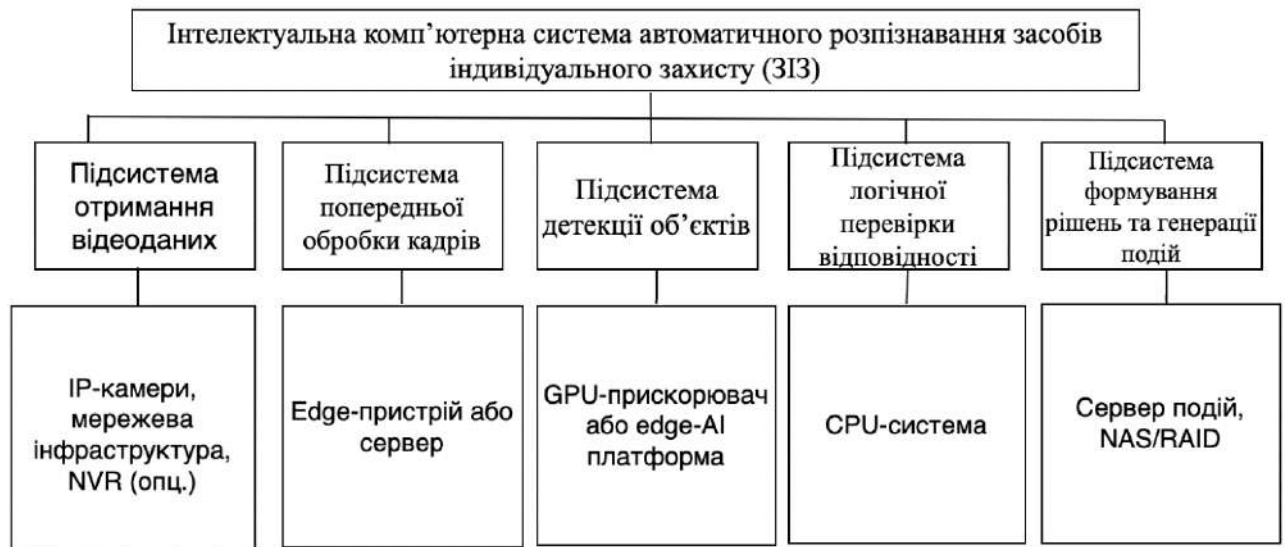 Інтелектуальна комп’ютерна система автоматичного розпізнавання засобів
індивідуального захисту (ЗІЗ)
Підсистема
отримання
відеоданих
Підсистема
попередньої
обробки кадрів
Підсистема
детекції об’єктів
Підсистема
логічної
перевірки
відповідності
Підсистема
формування
рішень та генерації
подій
IP-камери,
мережева
інфраструктура,
NVR (опц.)
Edge-пристрій або
сервер
GPU-прискорювач
або edge-AI
платформа
CPU-система
Сервер подій,
NAS/RAID